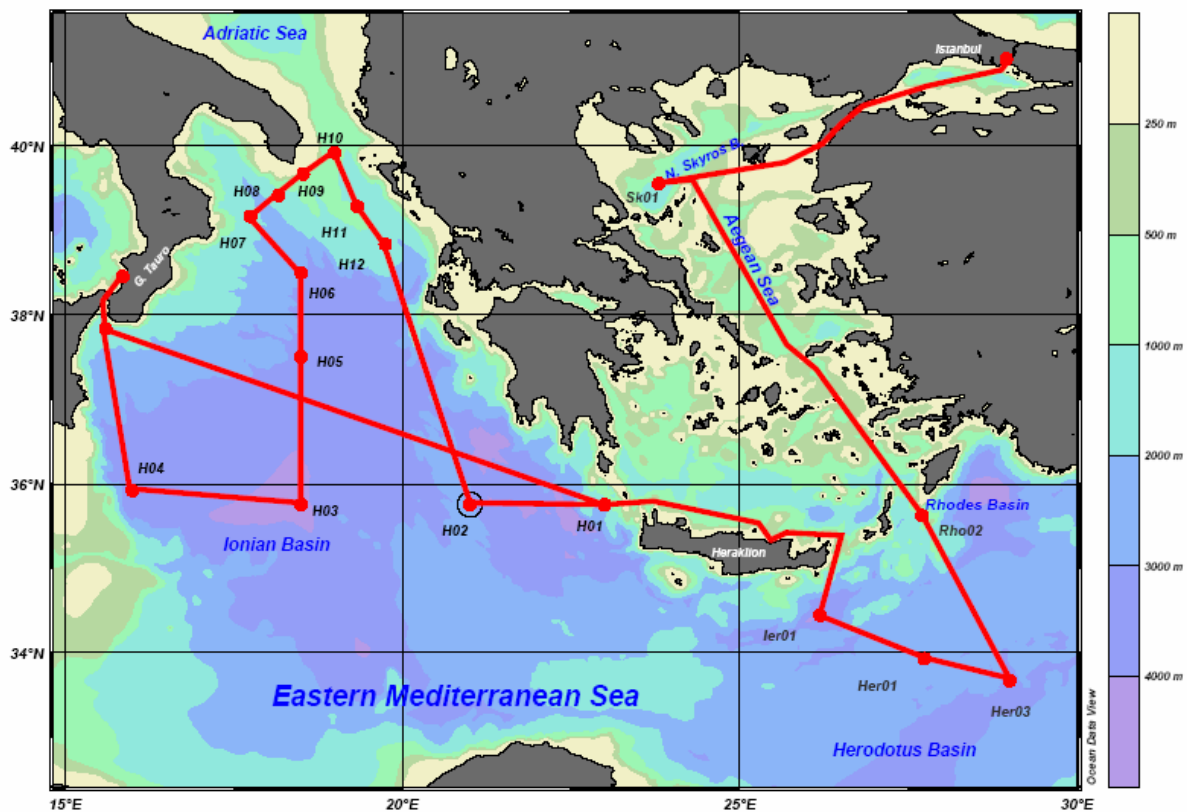 Adriatic Sea
Istanbul
250 m
40°N
H10
N. Skyros B.
H08
H09
Sk01
H07
H11
Aegean Sea
500 m
H12
G. Tauro
H06
38°N
H05
1000 m
H04
36°N
H03
H02
H01
Rhodes Basin
Rho02
2000 m
Ionian Basin
Heraklion
3000 m
Ier01
34°N
Her01
Her03
Eastern Mediterranean Sea
4000 m
Herodotus Basin
Ocean Data View
15°E
20°E
25°E
30°E